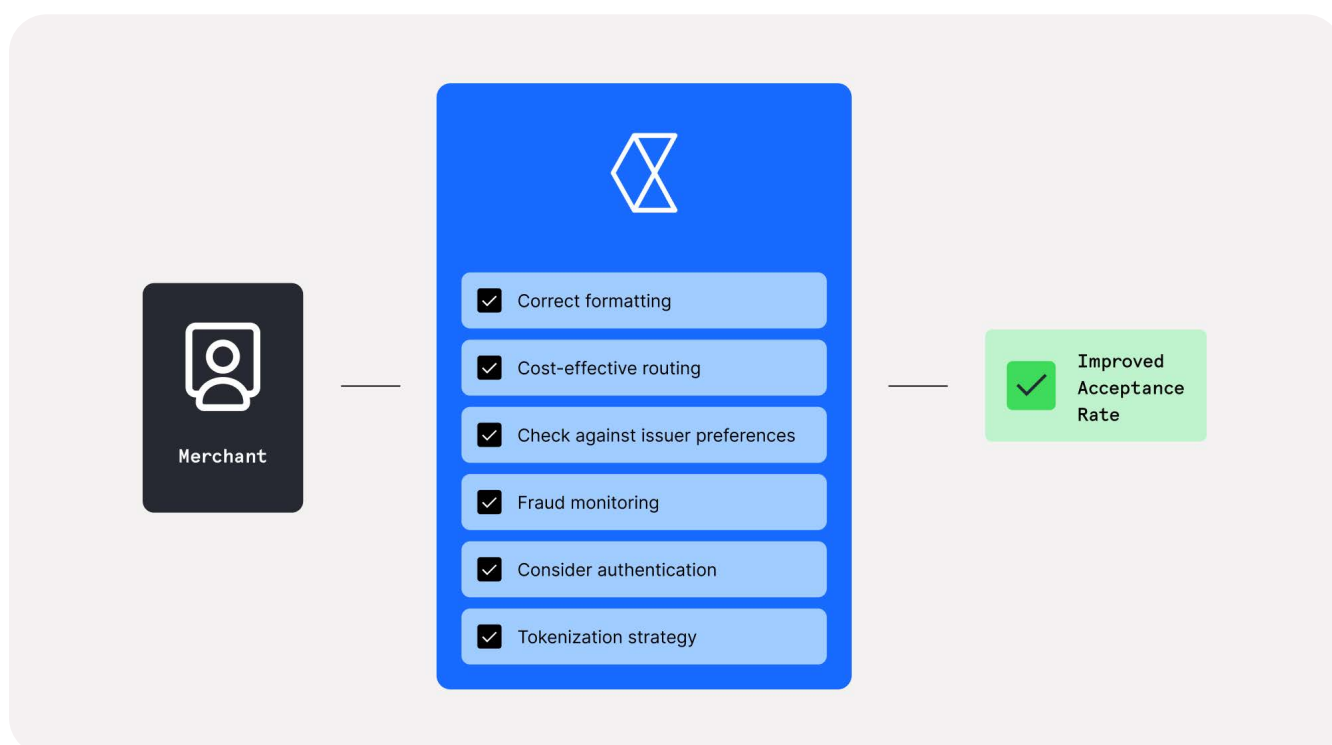 Merchant
Correct formatting
Cost-effective routing
Check against issuer preferences
Fraud monitoring
Consider authentication
Tokenization strategy
Improved
Acceptance
Rate